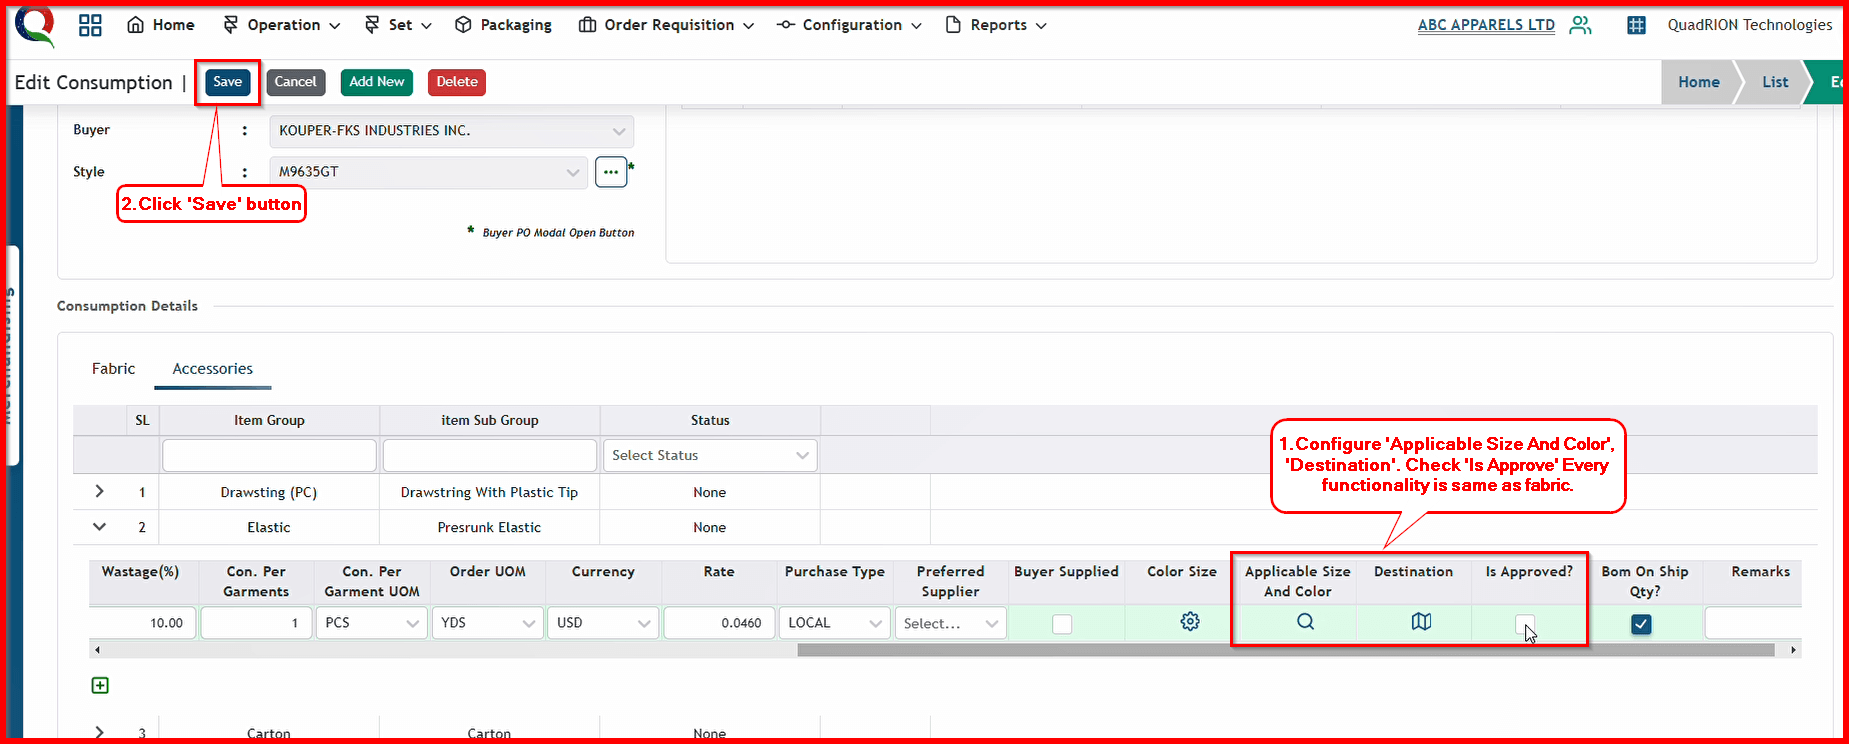 Home Operation Set Packaging Order Requisition Configuration Reports ABC APPARELS LTD QuadRION Technologies
Edit Consumption | Save Cancel Add New Delete Home List
Buyer : KOUPER-FKS INDUSTRIES INC.
Style : M9635GT ... *
2.Click 'Save' button
* Buyer PO Modal Open Button
Consumption Details
Fabric Accessories
SL Item Group item Sub Group Status
Select Status
1.Configure 'Applicable Size And Color',
'Destination'. Check 'Is Approve' Every
functionality is same as fabric.
1 Drawsting (PC) Drawstring With Plastic Tip None
2 Elastic Presrunk Elastic None
Wastage(%) Con. Per Garments Con. Per Garment UOM Order UOM Currency Rate Purchase Type Preferred Supplier Buyer Supplied Color Size Applicable Size And Color Destination Is Approved? Bom On Ship Qty? Remarks
10.00 1 PCS YDS USD 0.0460 LOCAL Select...
3 Carton Carton None